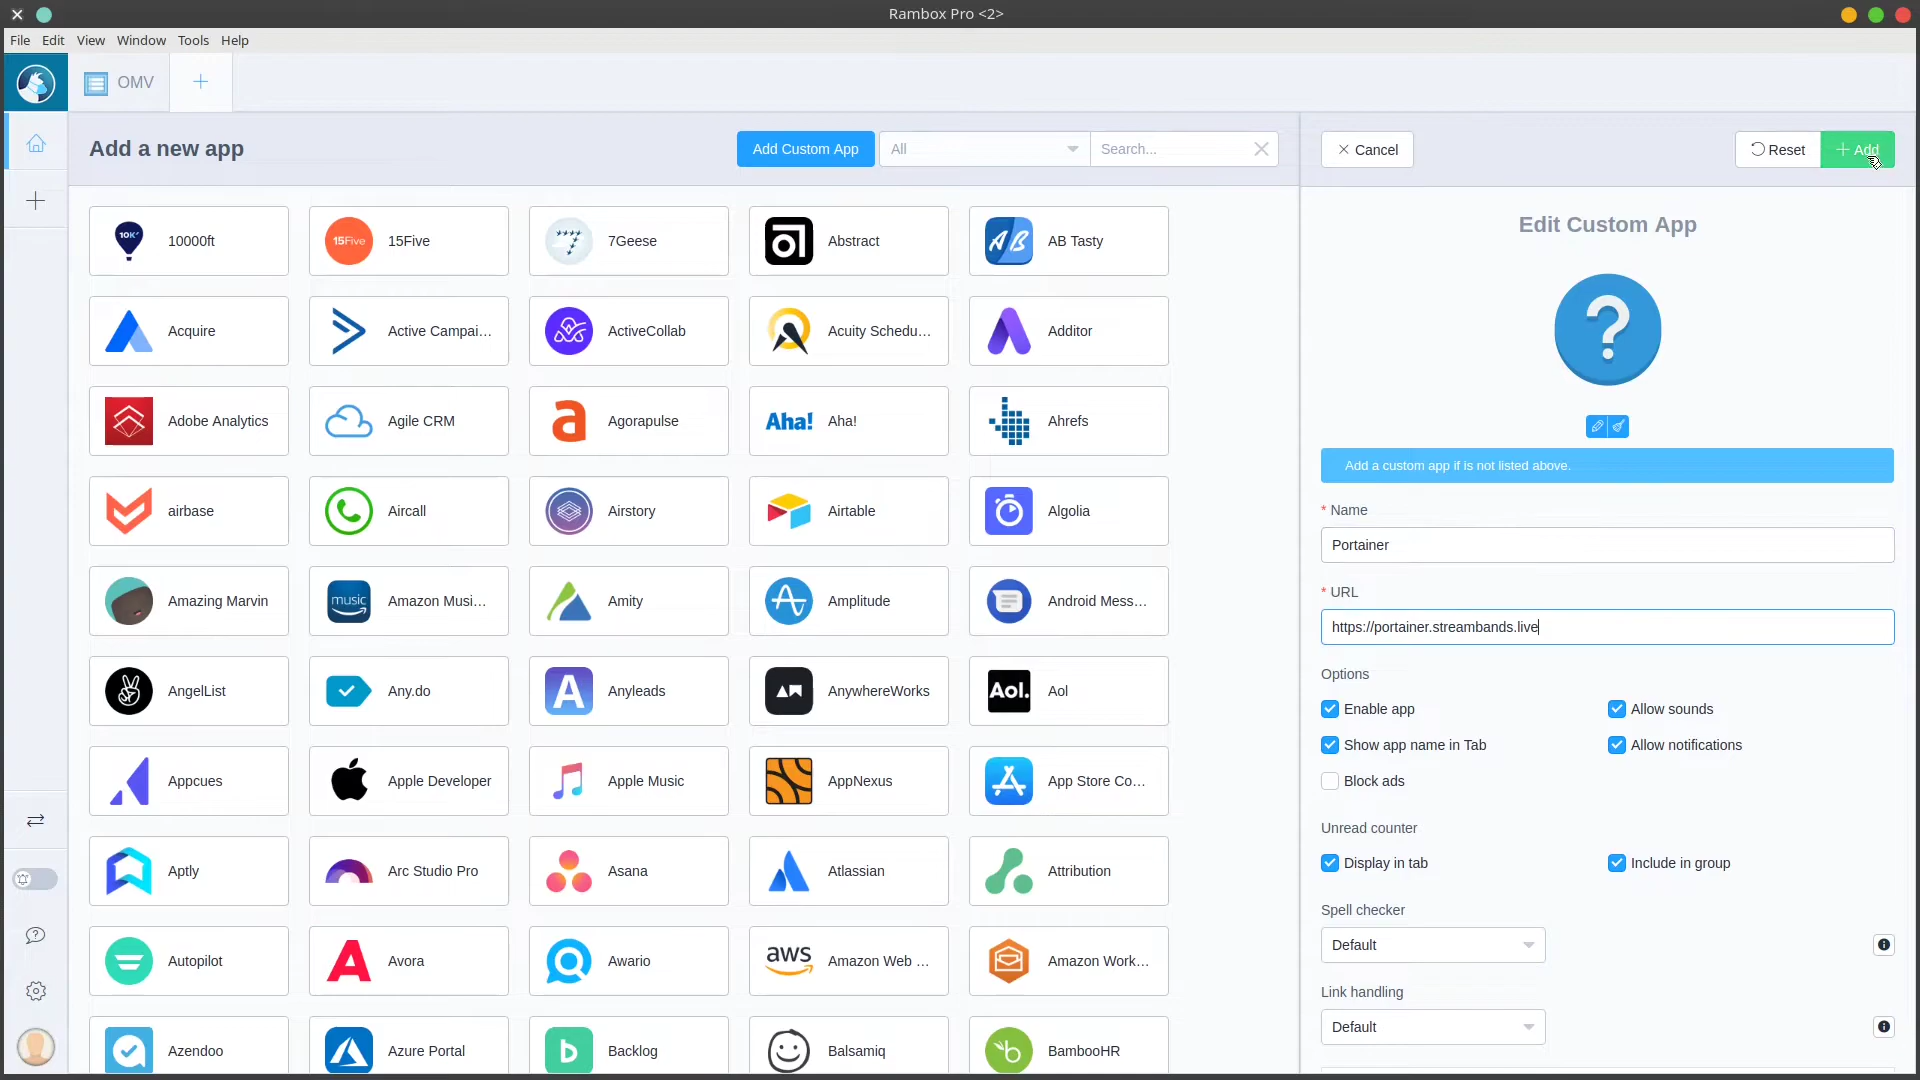 Rambox Pro <2>
File Edit View Window Tools Help
OMV
Add a new app
Add Custom App
All
Search...
Cancel
Reset
Add
10K'
10000ft
15Five
15Five
7Geese
Abstract
AB
AB Tasty
Acquire
Active Campai...
ActiveCollab
Acuity Schedu...
Additor
Adobe Analytics
Agile CRM
a
Agorapulse
Aha!
Aha!
Ahrefs
airbase
Aircall
Airstory
Airtable
Algolia
Amazing Marvin
music
Amazon Musi...
Amity
Amplitude
Android Mess...
AngelList
Any.do
A
Anyleads
AnywhereWorks
Aol.
Aol
Appcues
Apple Developer
Apple Music
AppNexus
App Store Co...
Aptly
Arc Studio Pro
Asana
Atlassian
Attribution
Autopilot
Avora
Awario
aws
Amazon Web ...
Amazon Work...
Azendoo
Azure Portal
b
Backlog
Balsamiq
b
BambooHR
Edit Custom App
?
Add a custom app if is not listed above.
* Name
Portainer
* URL
https://portainer.streambands.live
Options
Enable app
Allow sounds
Show app name in Tab
Allow notifications
Block ads
Unread counter
Display in tab
Include in group
Spell checker
Default
Link handling
Default